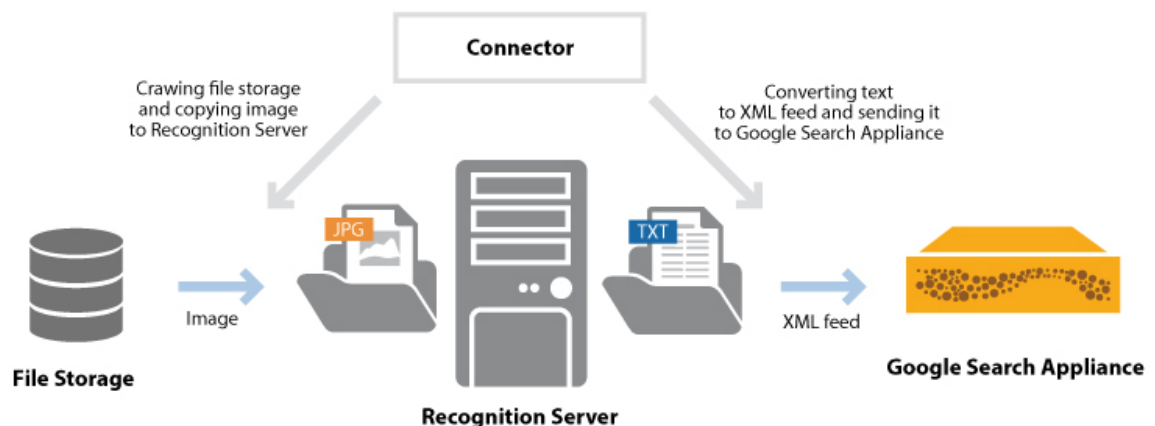 Connector
Crawing file storage
and copying image
to Recognition Server
Converting text
to XML feed and sending it
to Google Search Appliance
JPG
TXT
Image
XML feed
File Storage
Google Search Appliance
Recognition Server